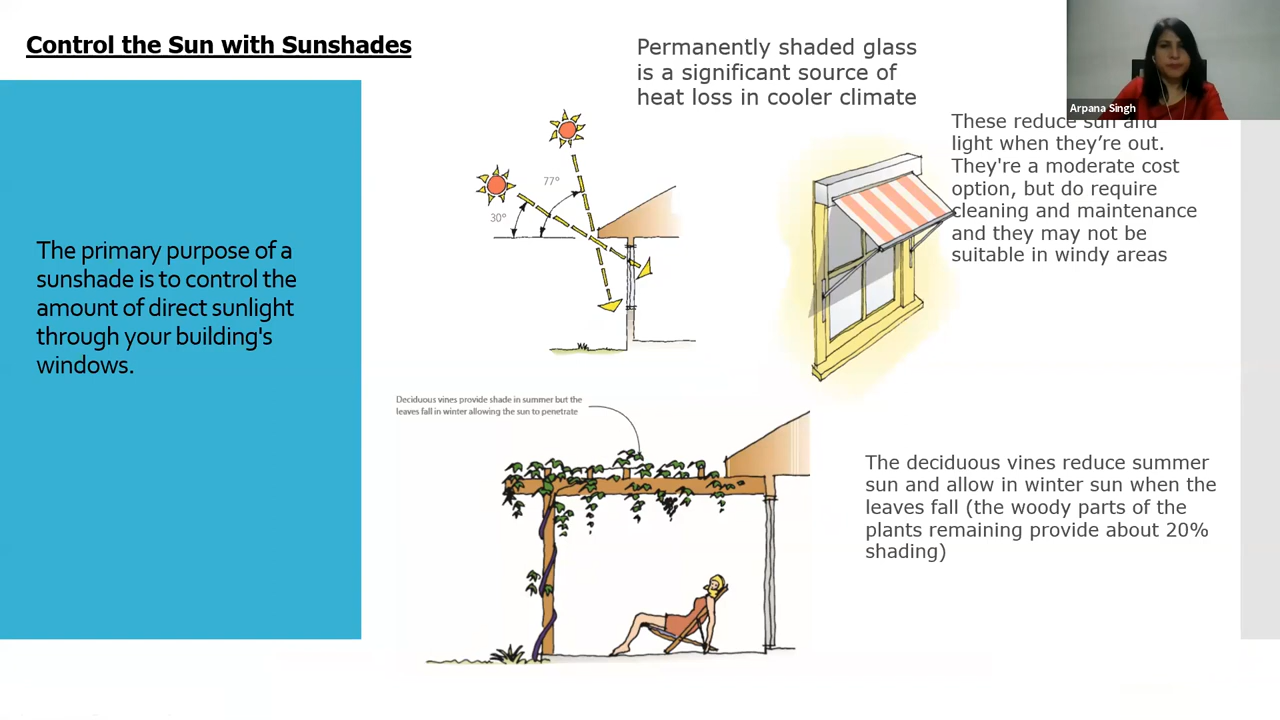 Control the Sun with Sunshades
The primary purpose of a
sunshade is to control the
amount of direct sunlight
through your building's
windows.
Permanently shaded glass
is a significant source of
heat loss in cooler climate
77°
30°
Arpana Singh
These reduce sun and
light when they’re out.
They're a moderate cost
option, but do require
cleaning and maintenance
and they may not be
suitable in windy areas
Deciduous vines provide shade in summer but the
leaves fall in winter allowing the sun to penetrate
The deciduous vines reduce summer
sun and allow in winter sun when the
leaves fall (the woody parts of the
plants remaining provide about 20%
shading)